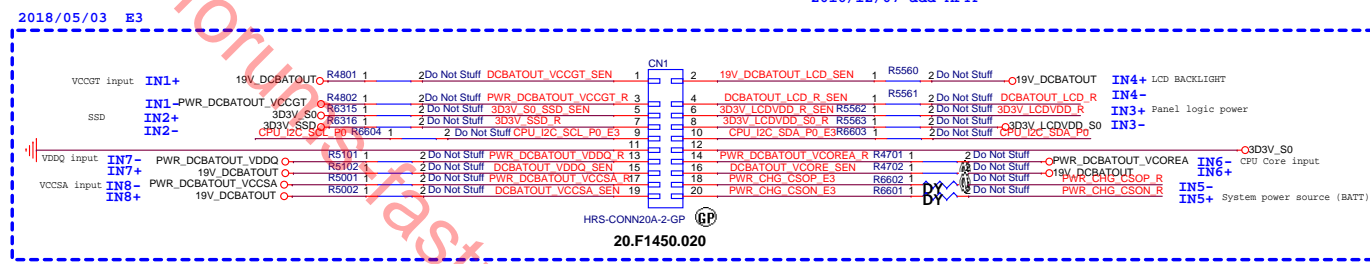 2018/05/03 E3
CN1
VCCGT input IN1+ 19V_DCBATOUT R4801 1 2 Do Not Stuff DCBATOUT_VCCGT_SEN 1 2 19V_DCBATOUT_LCD_SEN 1 R5560 2 Do Not Stuff 19V_DCBATOUT IN4+ LCD BACKLIGHT
IN1- PWR_DCBATOUT_VCCGT R4802 1 2 Do Not Stuff PWR_DCBATOUT_VCCGT_R 3 4 DCBATOUT_LCD_R_SEN 1 R5561 2 Do Not Stuff DCBATOUT_LCD_R IN4-
SSD IN2+ 3D3V_S0 R6315 1 2 Do Not Stuff 3D3V_S0_SSD_SEN 5 6 3D3V_LCDVDD_R_SEN R5562 1 2 Do Not Stuff 3D3V_LCDVDD_R IN3+ Panel logic power
IN2- 3D3V_SSD R6316 1 2 Do Not Stuff 3D3V_SSD_R 7 8 3D3V_LCDVDD_S0_R R5563 1 2 Do Not Stuff 3D3V_LCDVDD_S0 IN3-
CPU_I2C_SCL_P0 R6604 1 2 Do Not Stuff CPU_I2C_SCL_P0_E3 9 10 CPU_I2C_SDA_P0_E3 R6603 1 2 Do Not Stuff CPU_I2C_SDA_P0
11 12 3D3V_S0
VDDQ input IN7- PWR_DCBATOUT_VDDQ R5101 1 2 Do Not Stuff PWR_DCBATOUT_VDDQ_R 13 14 PWR_DCBATOUT_VCOREA_R R4701 1 2 Do Not Stuff PWR_DCBATOUT_VCOREA IN6- CPU Core input
IN7+ 19V_DCBATOUT R5102 1 2 Do Not Stuff DCBATOUT_VDDQ_SEN 15 16 DCBATOUT_VCORE_SEN R4702 1 2 Do Not Stuff 19V_DCBATOUT IN6+
VCCSA input IN8- PWR_DCBATOUT_VCCSA R5001 1 2 Do Not Stuff PWR_DCBATOUT_VCCSA_R 17 18 PWR_CHG_CSOP_E3 R6602 1 DY 2 Do Not Stuff PWR_CHG_CSOP_R IN5-
IN8+ 19V_DCBATOUT R5002 1 2 Do Not Stuff DCBATOUT_VCCSA_SEN 19 20 PWR_CHG_CSON_E3 R6601 1 DY 2 Do Not Stuff PWR_CHG_CSON_R IN5+ System power source (BATT)
HRS-CONN20A-2-GP GP
20.F1450.020